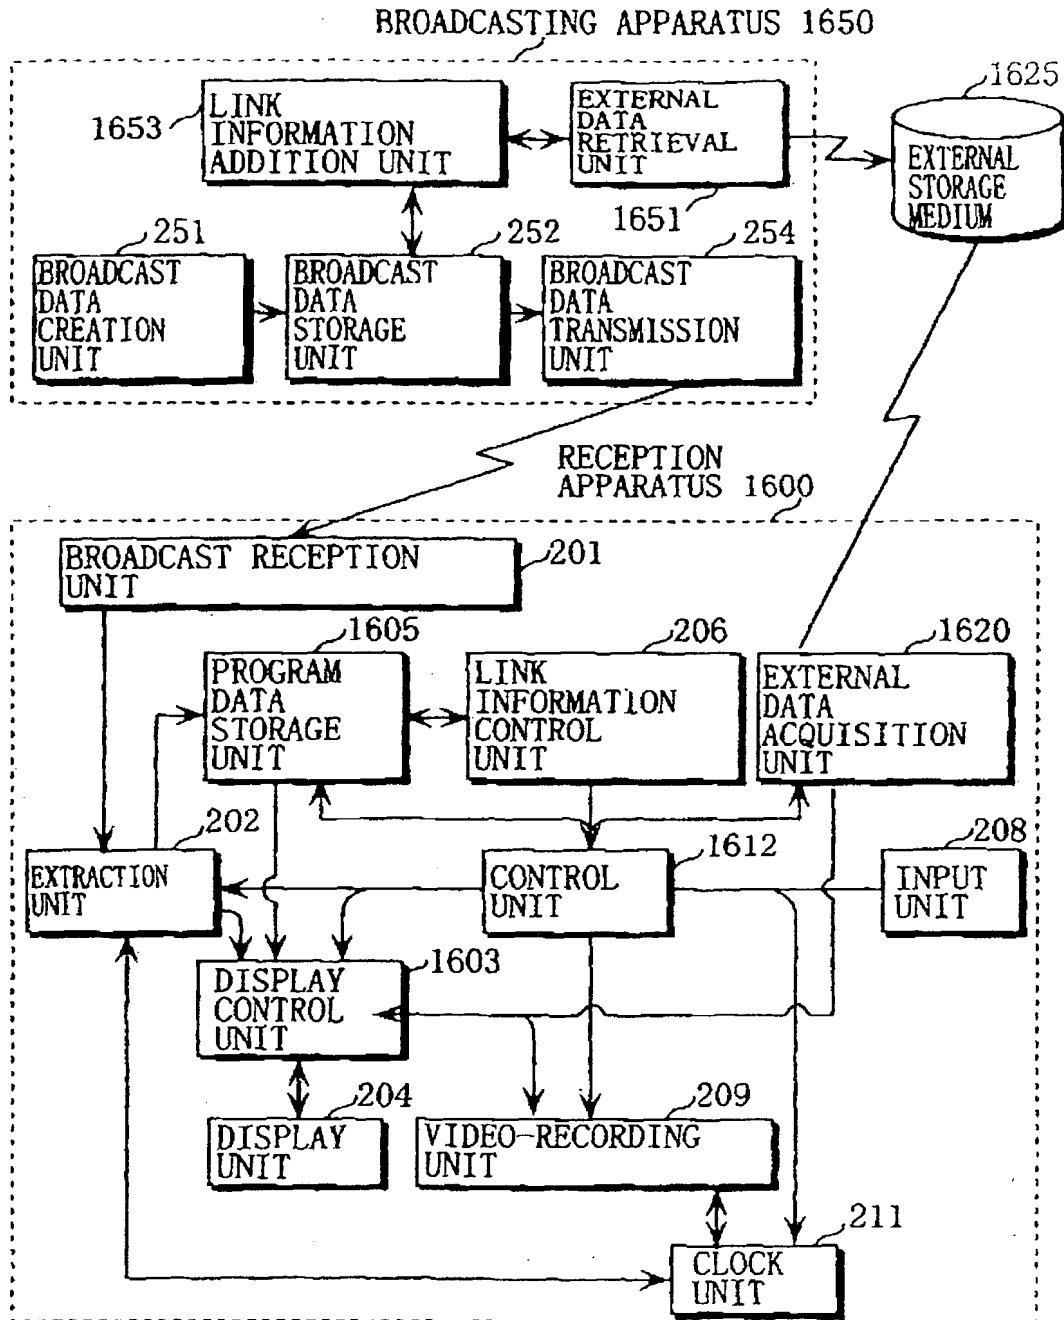 BROADCASTING APPARATUS 1650
1625
1653
LINK
INFORMATION
ADDITION UNIT
EXTERNAL
DATA
RETRIEVAL
UNIT
1651
EXTERNAL
STORAGE
MEDIUM
251
252
254
BROADCAST
DATA
CREATION
UNIT
BROADCAST
DATA
STORAGE
UNIT
BROADCAST
DATA
TRANSMISSION
UNIT
RECEPTION
APPARATUS 1600
BROADCAST RECEPTION
UNIT
201
1605
206
1620
PROGRAM
DATA
STORAGE
UNIT
LINK
INFORMATION
CONTROL
UNIT
EXTERNAL
DATA
ACQUISITION
UNIT
202
1612
208
EXTRACTION
UNIT
CONTROL
UNIT
INPUT
UNIT
1603
DISPLAY
CONTROL
UNIT
204
209
DISPLAY
UNIT
VIDEO-RECORDING
UNIT
211
CLOCK
UNIT